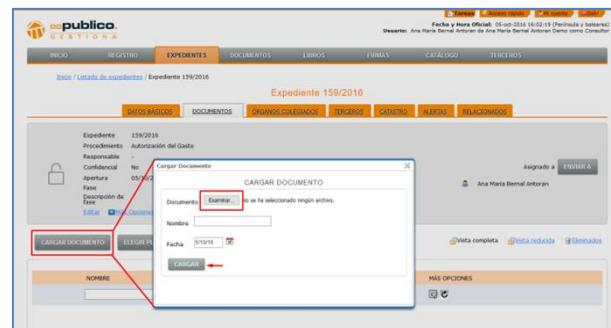 Tareas Acceso rápido Mi cuenta Salir
espublico
GESTIONA
Fecha y Hora Oficial: 05-oct-2016 16:02:19 (Península y baleares)
Usuario: Ana María Bernal Antoran de Ana María Bernal Antoran Demo como Consultor
INICIO REGISTRO EXPEDIENTES DOCUMENTOS LIBROS FIRMAS CATÁLOGO TERCEROS
Inicio / Listado de expedientes / Expediente 159/2016
Expediente 159/2016
DATOS BÁSICOS DOCUMENTOS ÓRGANOS COLEGIADOS TERCEROS CATASTRO ALERTAS RELACIONADOS
Expediente 159/2016
Procedimiento Autorización del Gasto
Responsable -
Confidencial No
Apertura 05/10/2
Fase
Descripción de fase
Editar Más Opciones
Asignado a ENVIAR A
Ana María Bernal Antoran
Cargar Documento
CARGAR DOCUMENTO
Documento Examinar... No se ha seleccionado ningún archivo.
Nombre
Fecha 5/10/16
CARGAR
CARGAR DOCUMENTO ELEGIR PL
Vista completa Vista reducida Eliminados
NOMBRE MÁS OPCIONES